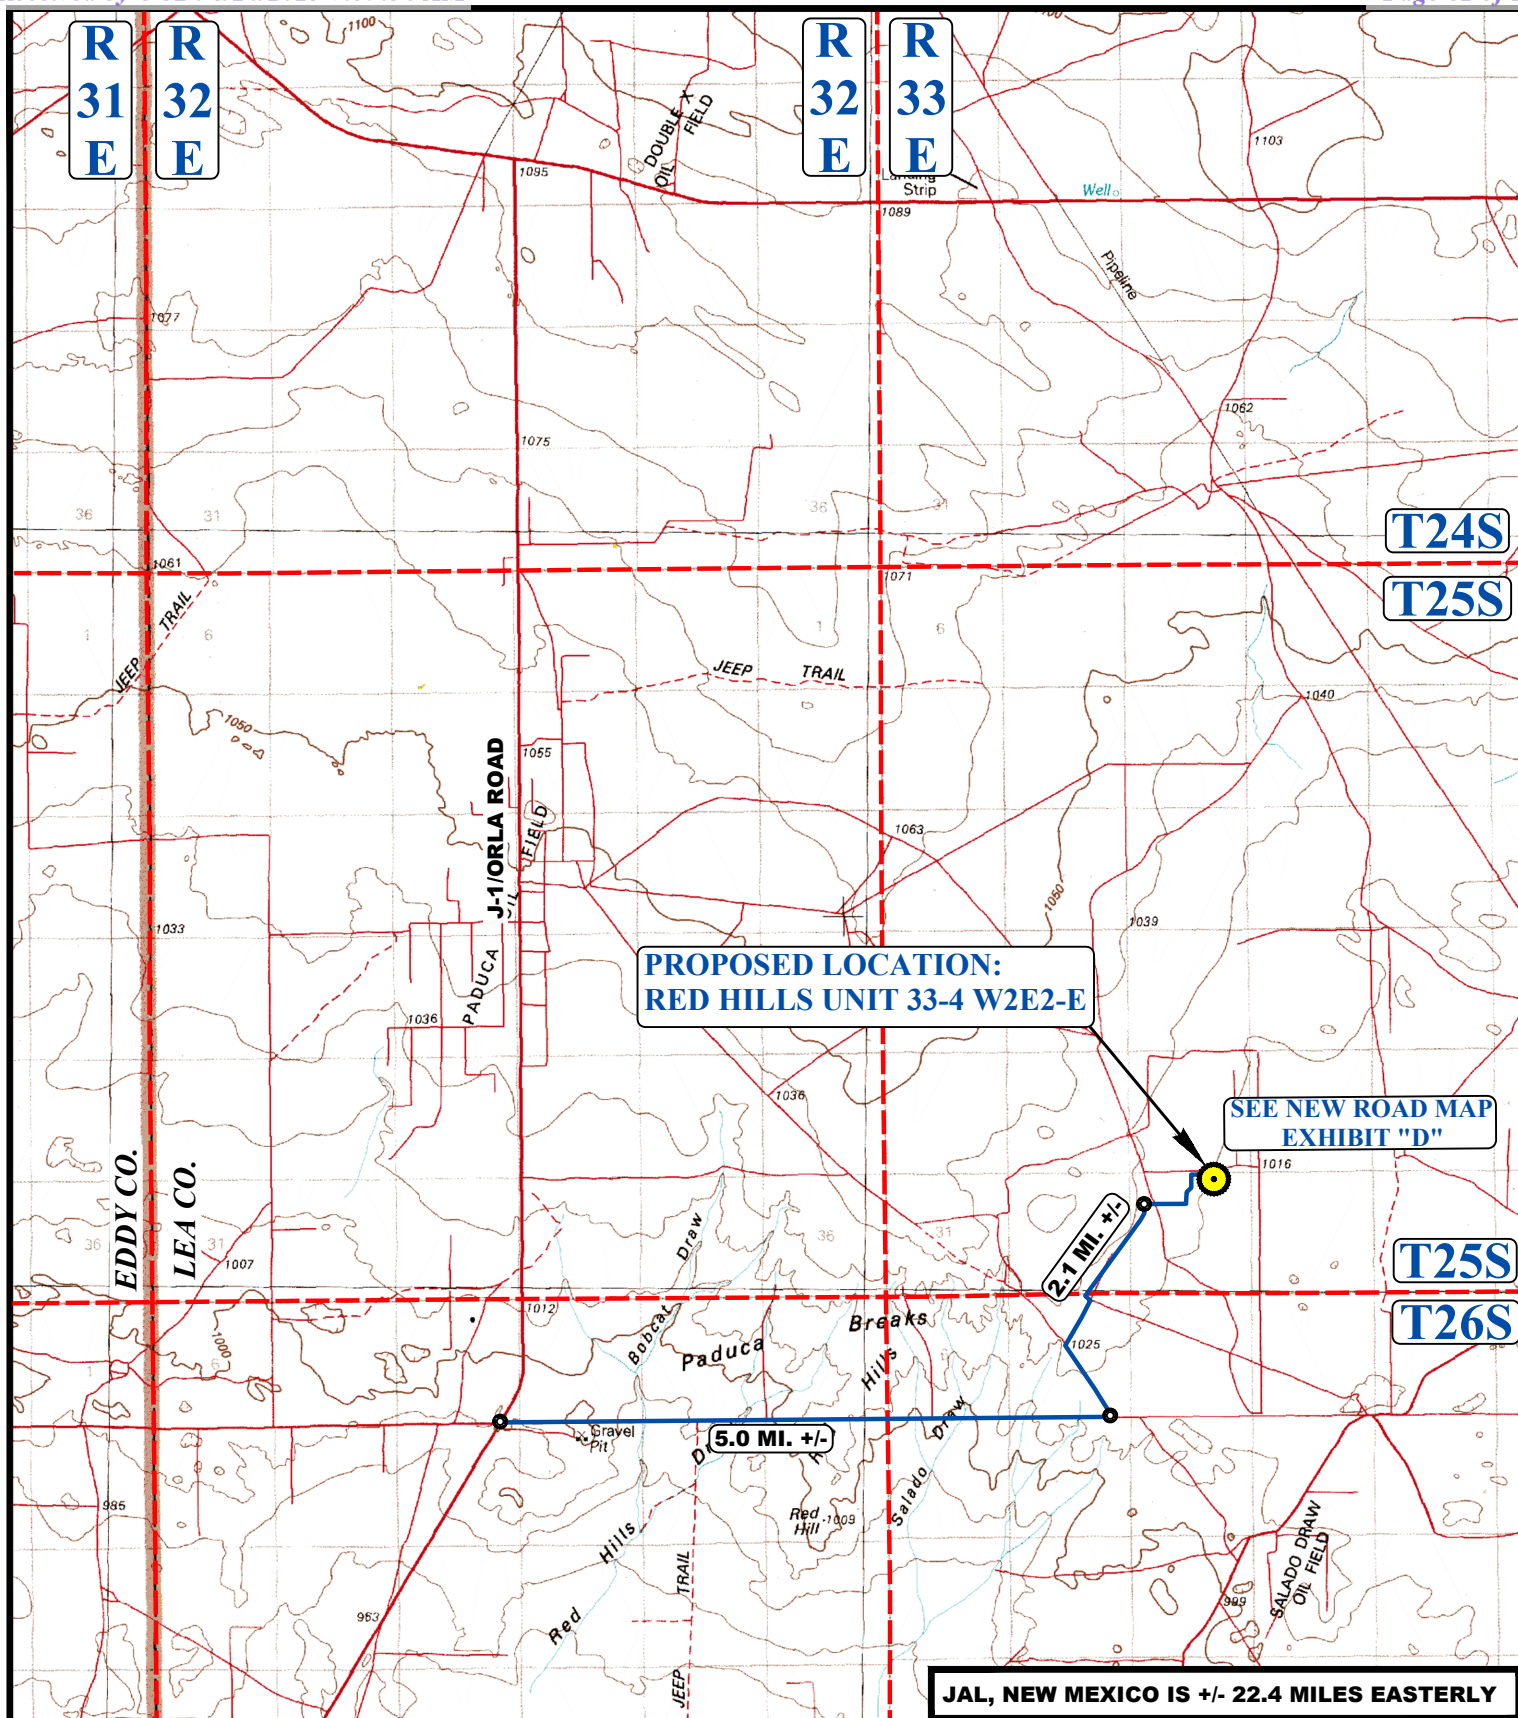 R
31
E
R
32
E
R
32
E
R
33
E
1100
DOUBLE X
OIL FIELD
1095
1103
Landing
Strip
Well
1089
Pipeline
1077
1062
1075
36
31
36
31
T24S
1061
1071
T25S
JEEP TRAIL
1
6
1
6
JEEP TRAIL
1040
1050
1055
J-1/ORLA ROAD
1063
PADUCA OIL FIELD
1050
1039
1033
PROPOSED LOCATION:
RED HILLS UNIT 33-4 W2E2-E
1036
1036
SEE NEW ROAD MAP
EXHIBIT "D"
1016
EDDY CO.
LEA CO.
2.1 MI. +/-
36
31
36
31
1007
T25S
1012
T26S
Bobcat Draw
Paduca Breaks
1000
6
1
1025
Hills
Gravel
Pit
5.0 MI. +/-
Salado Draw
985
Red
Hill
1009
Red Hills
SALADO DRAW
OIL FIELD
JEEP TRAIL
963
999
JAL, NEW MEXICO IS +/- 22.4 MILES EASTERLY